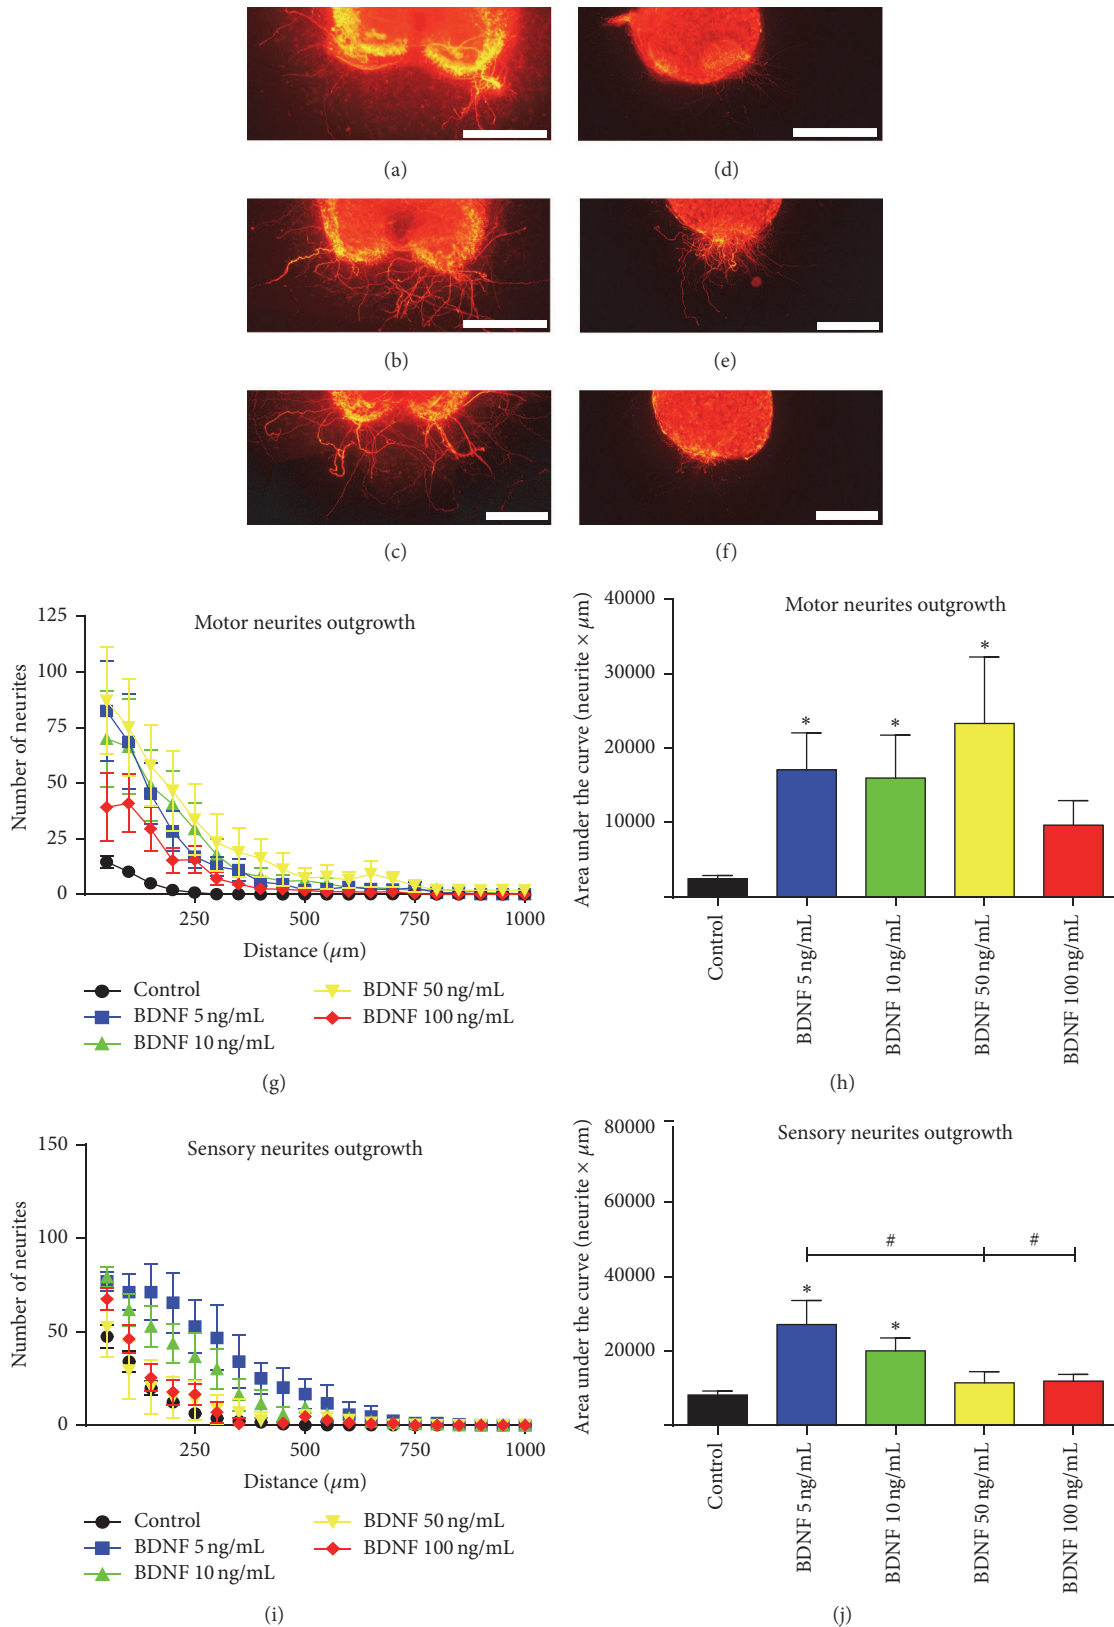 (a)
(d)
(b)
(e)
(c)
(f)
Motor neurites outgrowth
Number of neurites
125
100
75
50
25
0
250
500
750
1000
Distance (μm)
Control
BDNF 5 ng/mL
BDNF 10 ng/mL
BDNF 50 ng/mL
BDNF 100 ng/mL
(g)
Motor neurites outgrowth
Area under the curve (neurite × μm)
40000
30000
20000
10000
*
*
*
Control
BDNF 5 ng/mL
BDNF 10 ng/mL
BDNF 50 ng/mL
BDNF 100 ng/mL
(h)
Sensory neurites outgrowth
Number of neurites
150
100
50
0
250
500
750
1000
Distance (μm)
Control
BDNF 5 ng/mL
BDNF 10 ng/mL
BDNF 50 ng/mL
BDNF 100 ng/mL
(i)
Sensory neurites outgrowth
Area under the curve (neurite × μm)
80000
60000
40000
20000
#
#
*
*
Control
BDNF 5 ng/mL
BDNF 10 ng/mL
BDNF 50 ng/mL
BDNF 100 ng/mL
(j)